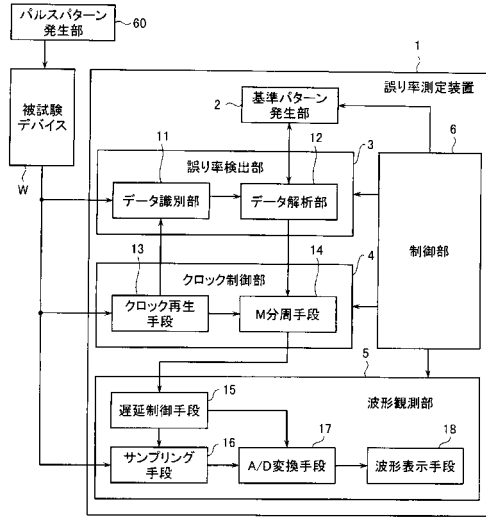 パルスパターン
発生部
60
被試験
デバイス
W
1
誤り率測定装置
2
基準パターン
発生部
6
制御部
3
誤り率検出部
11
データ識別部
12
データ解析部
4
クロック制御部
13
クロック再生
手段
14
M分周手段
5
波形観測部
15
遅延制御手段
16
サンプリング
手段
17
A/D変換手段
18
波形表示手段